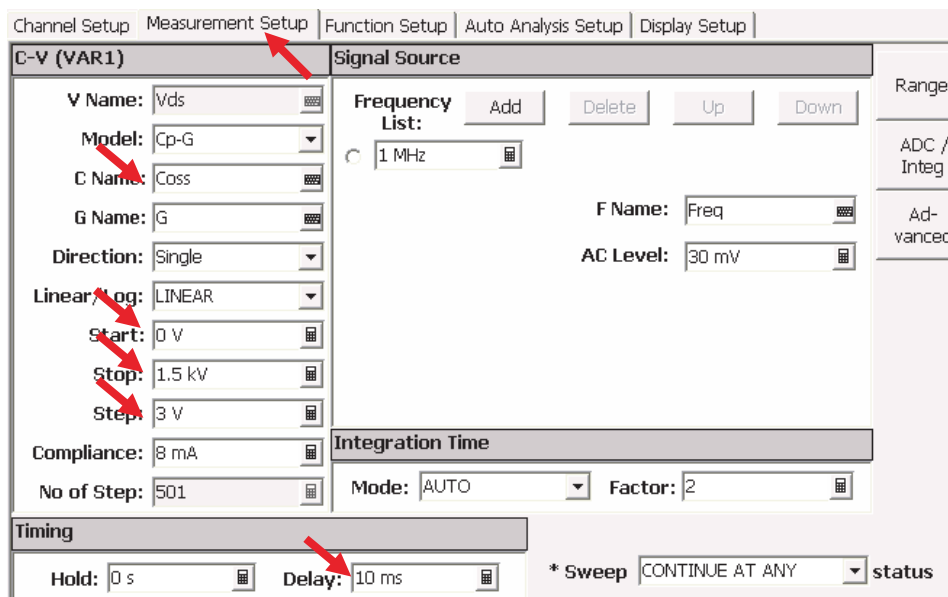 Channel Setup Measurement Setup Function Setup Auto Analysis Setup Display Setup
C-V (VAR1)
V Name: Vds
Model: Cp-G
C Name: Coss
G Name: G
Direction: Single
Linear/Log: LINEAR
Start: 0 V
Stop: 1.5 kV
Step: 3 V
Compliance: 8 mA
No of Step: 501
Signal Source
Frequency List: Add Delete Up Down
1 MHz
F Name: Freq
AC Level: 30 mV
Integration Time
Mode: AUTO Factor: 2
Range
ADC /
Integ
Ad-
vanced
Timing
Hold: 0 s Delay: 10 ms
* Sweep CONTINUE AT ANY status